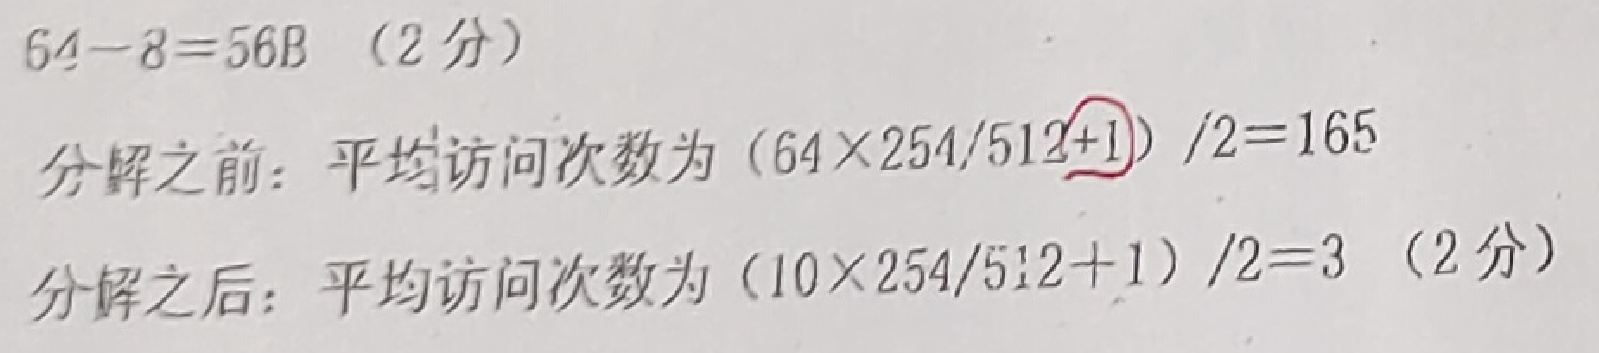 64－8＝56B （2 分）
分解之前：平均访问次数为（64×254/512+1）/2＝165
分解之后：平均访问次数为（10×254/512＋1）/2＝3 （2 分）